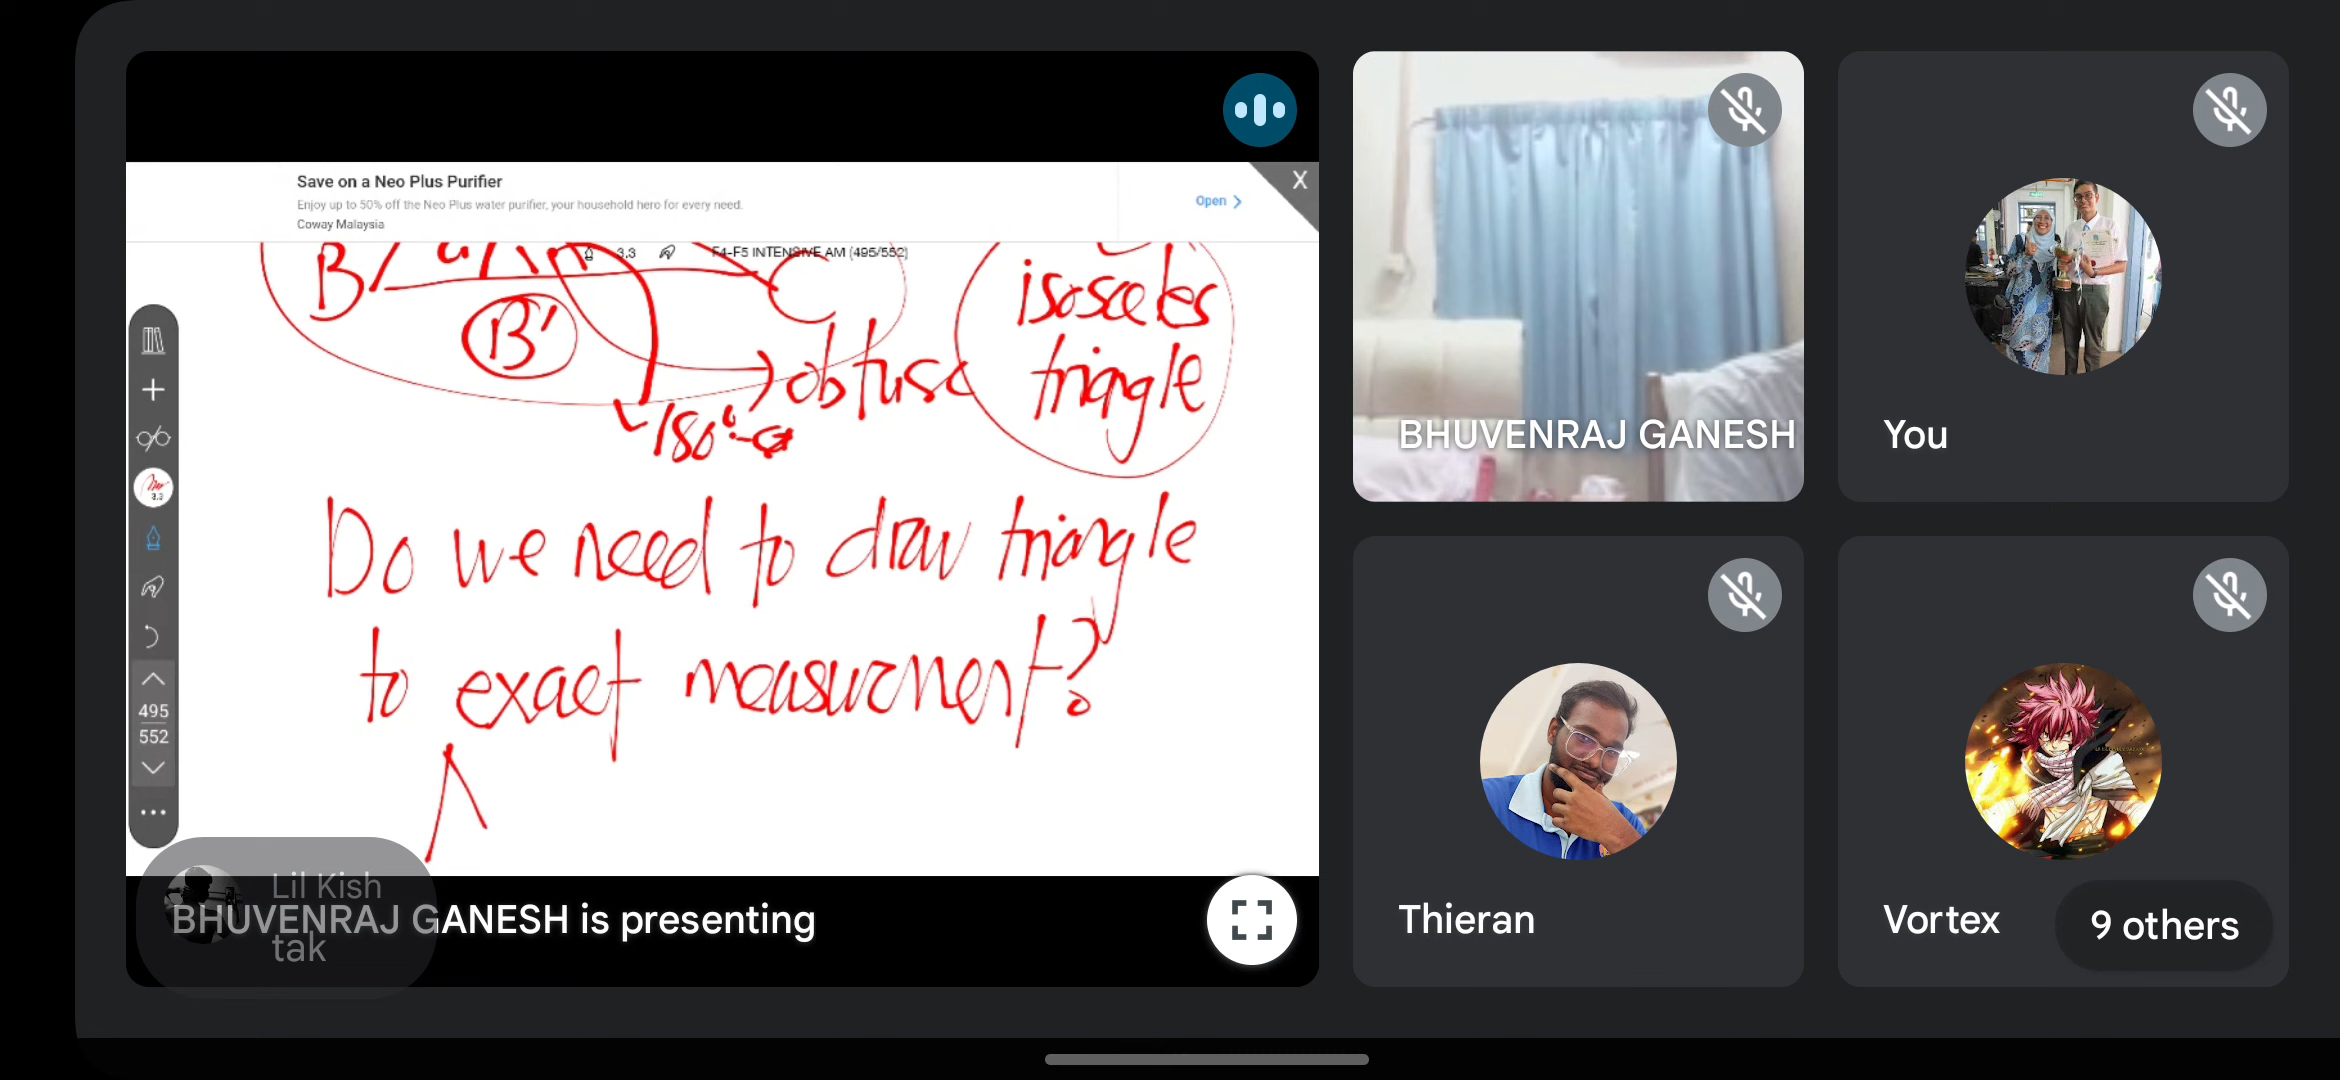 Save on a Neo Plus Purifier
Enjoy up to 50% off the Neo Plus water purifier, your household hero for every need.
Coway Malaysia
Open
X
3.3
F4-F5 INTENSIVE AM (495/552)
B
C
B'
obtuse
180°-
isosceles
triangle
Do we need to draw triangle
to exact measurment?
3.3
495
552
Lil Kish
tak
BHUVENRAJ GANESH is presenting
BHUVENRAJ GANESH
You
Thieran
Vortex
9 others